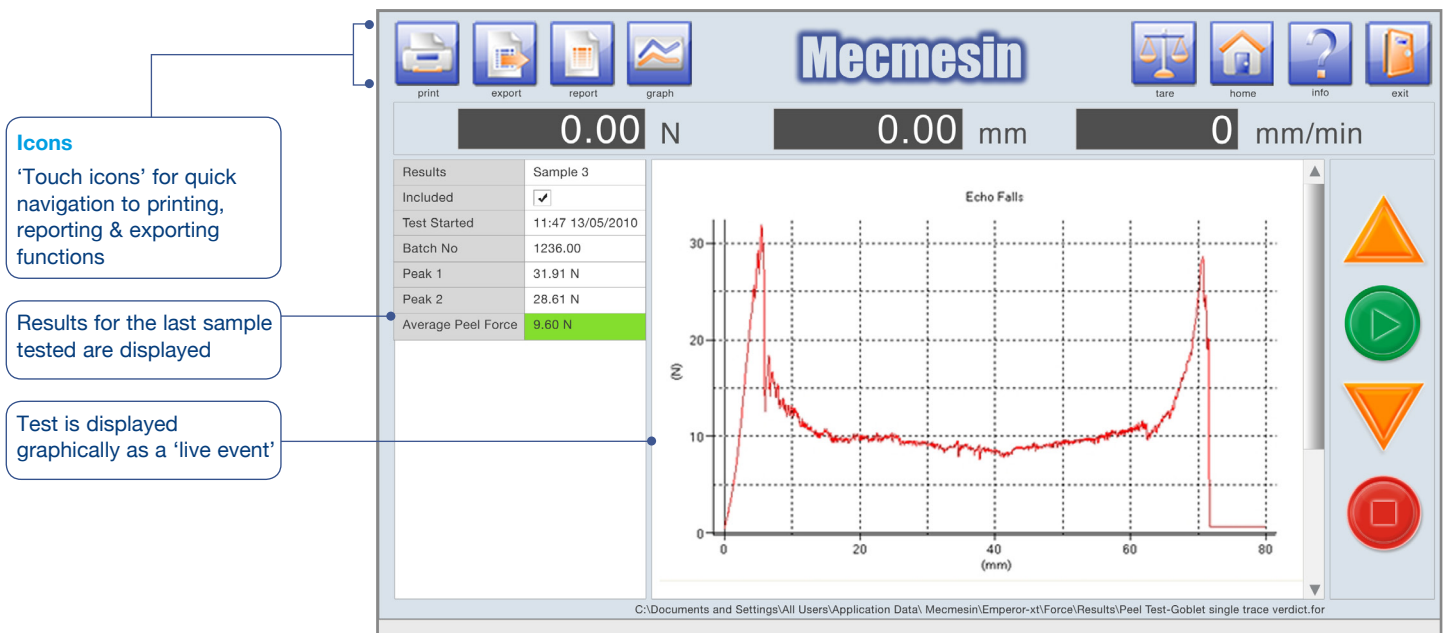 Mecmesin
print
export
report
graph
tare
home
info
exit
0.00 N
0.00 mm
0 mm/min
Icons
‘Touch icons’ for quick
navigation to printing,
reporting & exporting
functions
Results for the last sample
tested are displayed
Test is displayed
graphically as a ‘live event’
Results Sample 3
Included
Test Started 11:47 13/05/2010
Batch No 1236.00
Peak 1 31.91 N
Peak 2 28.61 N
Average Peel Force 9.60 N
Echo Falls
30
20
10
0
(N)
0 20 40 60 80
(mm)
C:\Documents and Settings\All Users\Application Data\ Mecmesin\Emperor-xt\Force\Results\Peel Test-Goblet single trace verdict.for